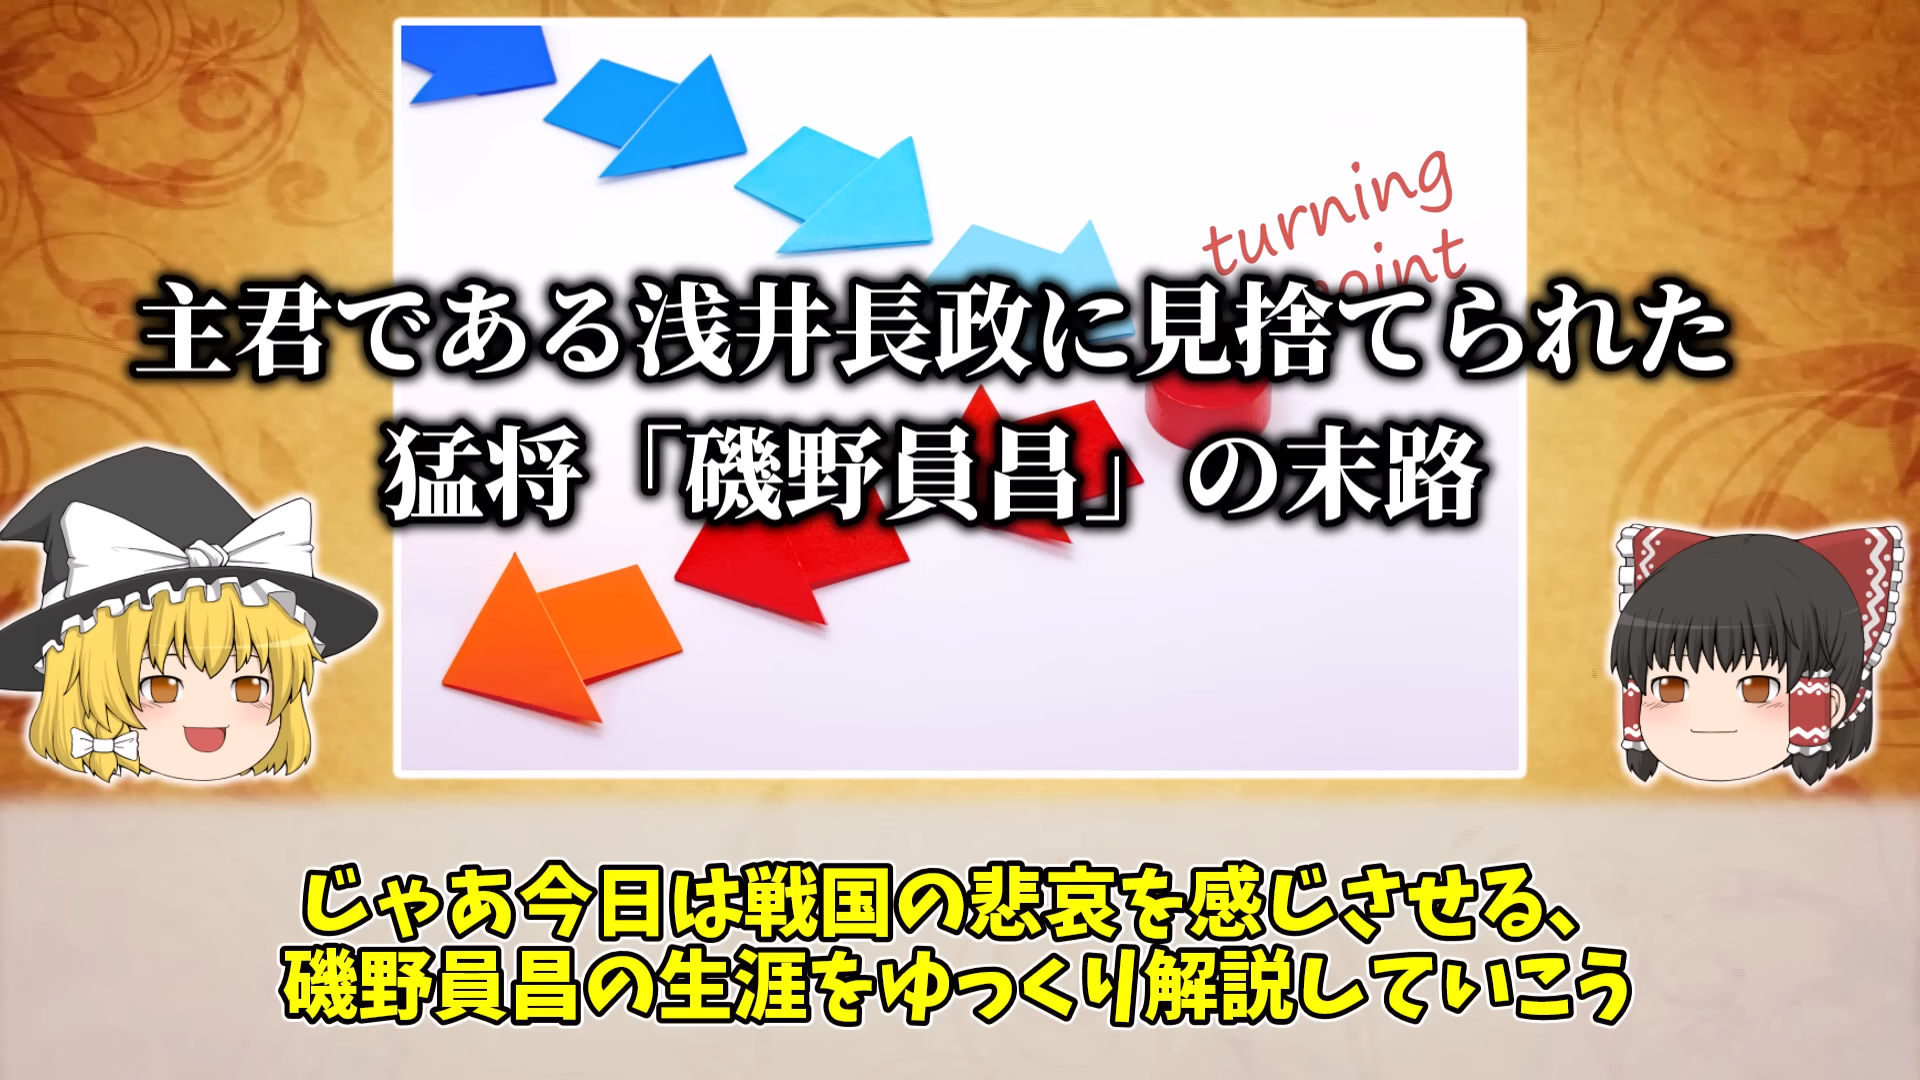 turning
point
主君である浅井長政に見捨てられた
猛将「磯野員昌」の末路
じゃあ今日は戦国の悲哀を感じさせる、
磯野員昌の生涯をゆっくり解説していこう